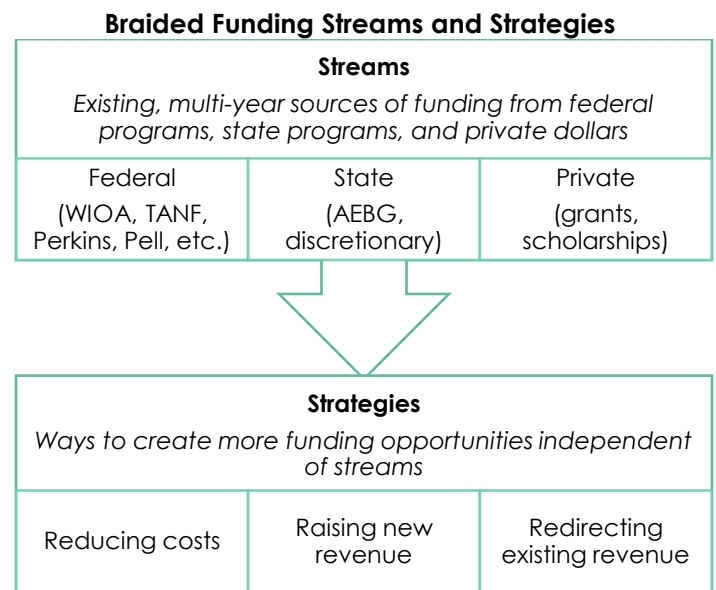 Braided Funding Streams and Strategies
Streams
Existing, multi-year sources of funding from federal
programs, state programs, and private dollars
Federal
(WIOA, TANF,
Perkins, Pell, etc.)
State
(AEBG,
discretionary)
Private
(grants,
scholarships)
Strategies
Ways to create more funding opportunities independent
of streams
Reducing costs
Raising new
revenue
Redirecting
existing revenue